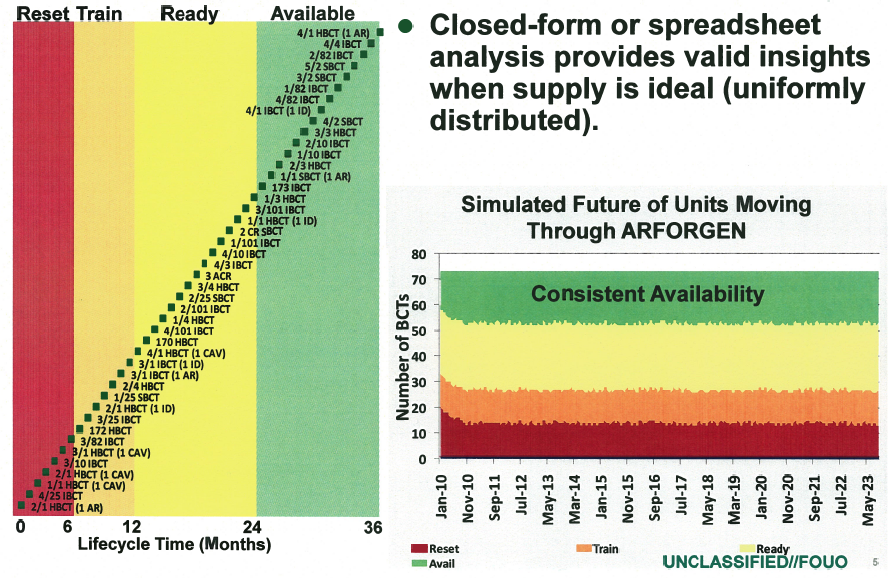 Reset Train Ready Available
4/1 HBCT (1 AR)
4/4 IBCT
2/82 IBCT
5/2 SBCT
3/2 SBCT
1/82 IBCT
4/82 IBCT
4/1 IBCT (1 ID)
4/2 SBCT
3/3 HBCT
2/10 IBCT
1/10 IBCT
2/3 HBCT
1/1 SBCT (1 AR)
173 IBCT
1/3 HBCT
3/101 IBCT
1/1 HBCT (1 ID)
2 CR SBCT
1/101 IBCT
4/10 IBCT
4/3 IBCT
3 ACR
3/4 HBCT
2/25 SBCT
2/101 IBCT
1/4 HBCT
4/101 IBCT
170 HBCT
4/1 HBCT (1 CAV)
3/1 IBCT (1 ID)
3/1 IBCT (1 AR)
2/4 HBCT
1/25 SBCT
2/1 HBCT (1 ID)
3/25 IBCT
172 HBCT
3/82 IBCT
3/1 HBCT (1 CAV)
3/10 IBCT
2/1 HBCT (1 CAV)
1/1 HBCT (1 CAV)
4/25 IBCT
2/1 HBCT (1 AR)
0 6 12 24 36
Lifecycle Time (Months)
● Closed-form or spreadsheet
analysis provides valid insights
when supply is ideal (uniformly
distributed).
Simulated Future of Units Moving
Through ARFORGEN
Number of BCTs
80
70
60
50
40
30
20
10
0
Consistent Availability
Jan-10
Nov-10
Sep-11
Jul-12
May-13
Mar-14
Jan-15
Nov-15
Sep-16
Jul-17
May-18
Mar-19
Jan-20
Nov-20
Sep-21
Jul-22
May-23
Reset Train Ready
Avail
UNCLASSIFIED//FOUO 5